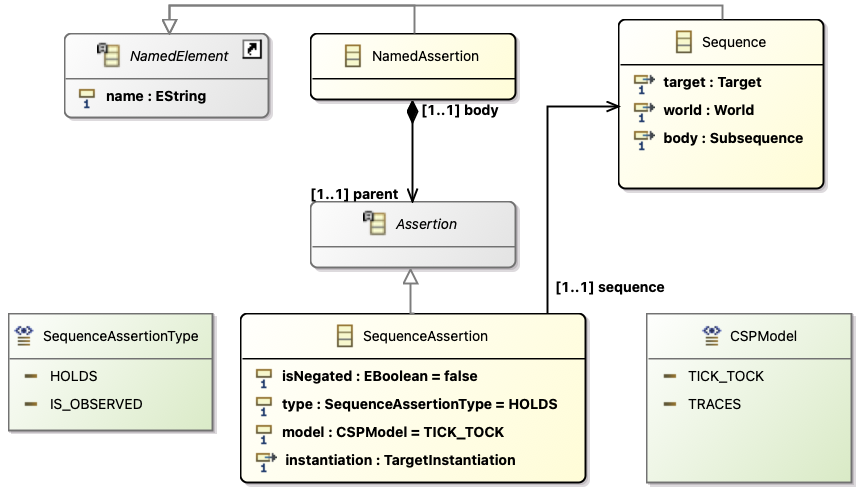 NamedElement
name : EString
NamedAssertion
Sequence
target : Target
world : World
body : Subsequence
[1..1] body
[1..1] parent
Assertion
[1..1] sequence
SequenceAssertionType
HOLDS
IS_OBSERVED
SequenceAssertion
isNegated : EBoolean = false
type : SequenceAssertionType = HOLDS
model : CSPModel = TICK_TOCK
instantiation : TargetInstantiation
CSPModel
TICK_TOCK
TRACES